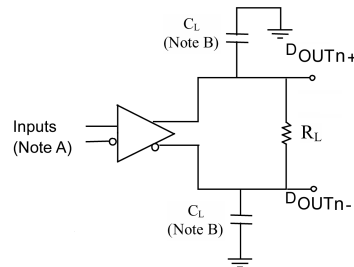 C_L
(Note B)
D_OUTn+
Inputs
(Note A)
R_L
D_OUTn-
C_L
(Note B)